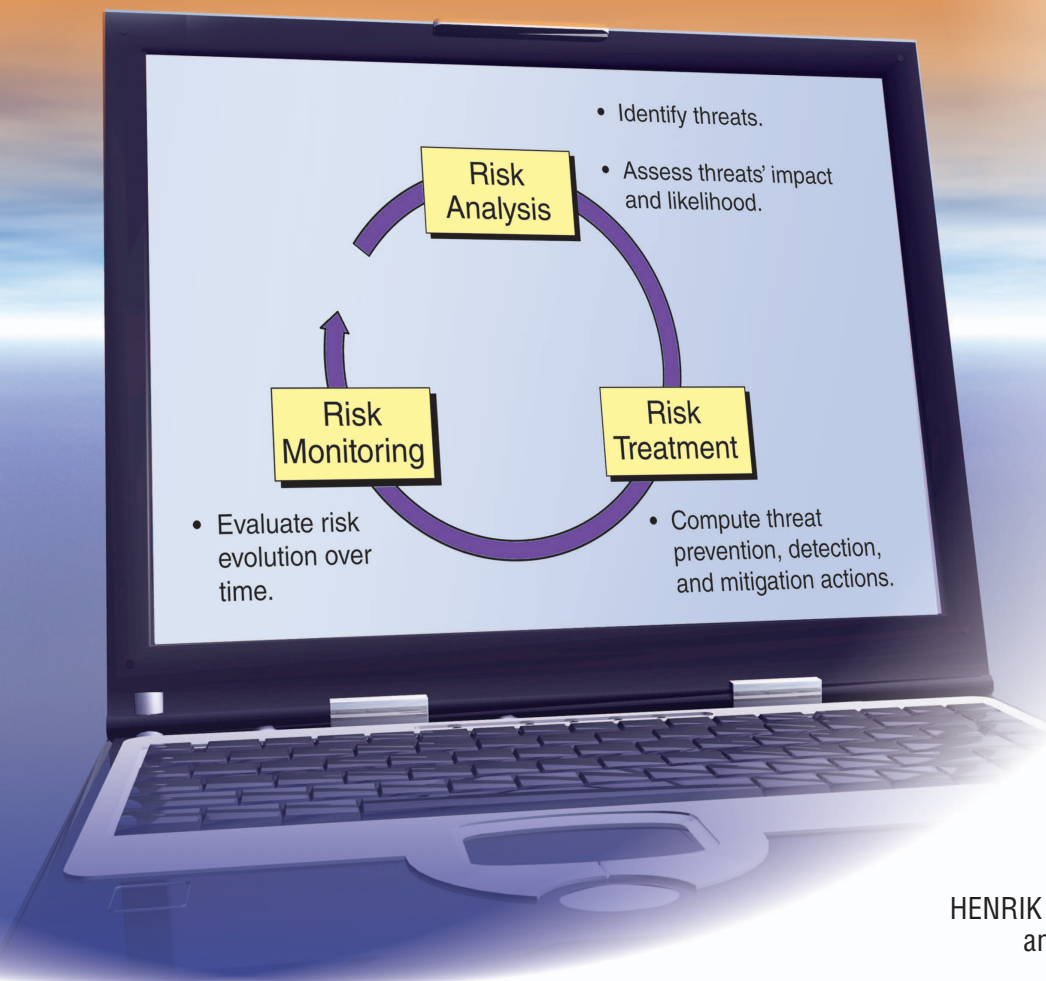 • Identify threats.
• Assess threats' impact
and likelihood.
Risk
Analysis
Risk
Monitoring
Risk
Treatment
• Evaluate risk
evolution over
time.
• Compute threat
prevention, detection,
and mitigation actions.
HENRIK